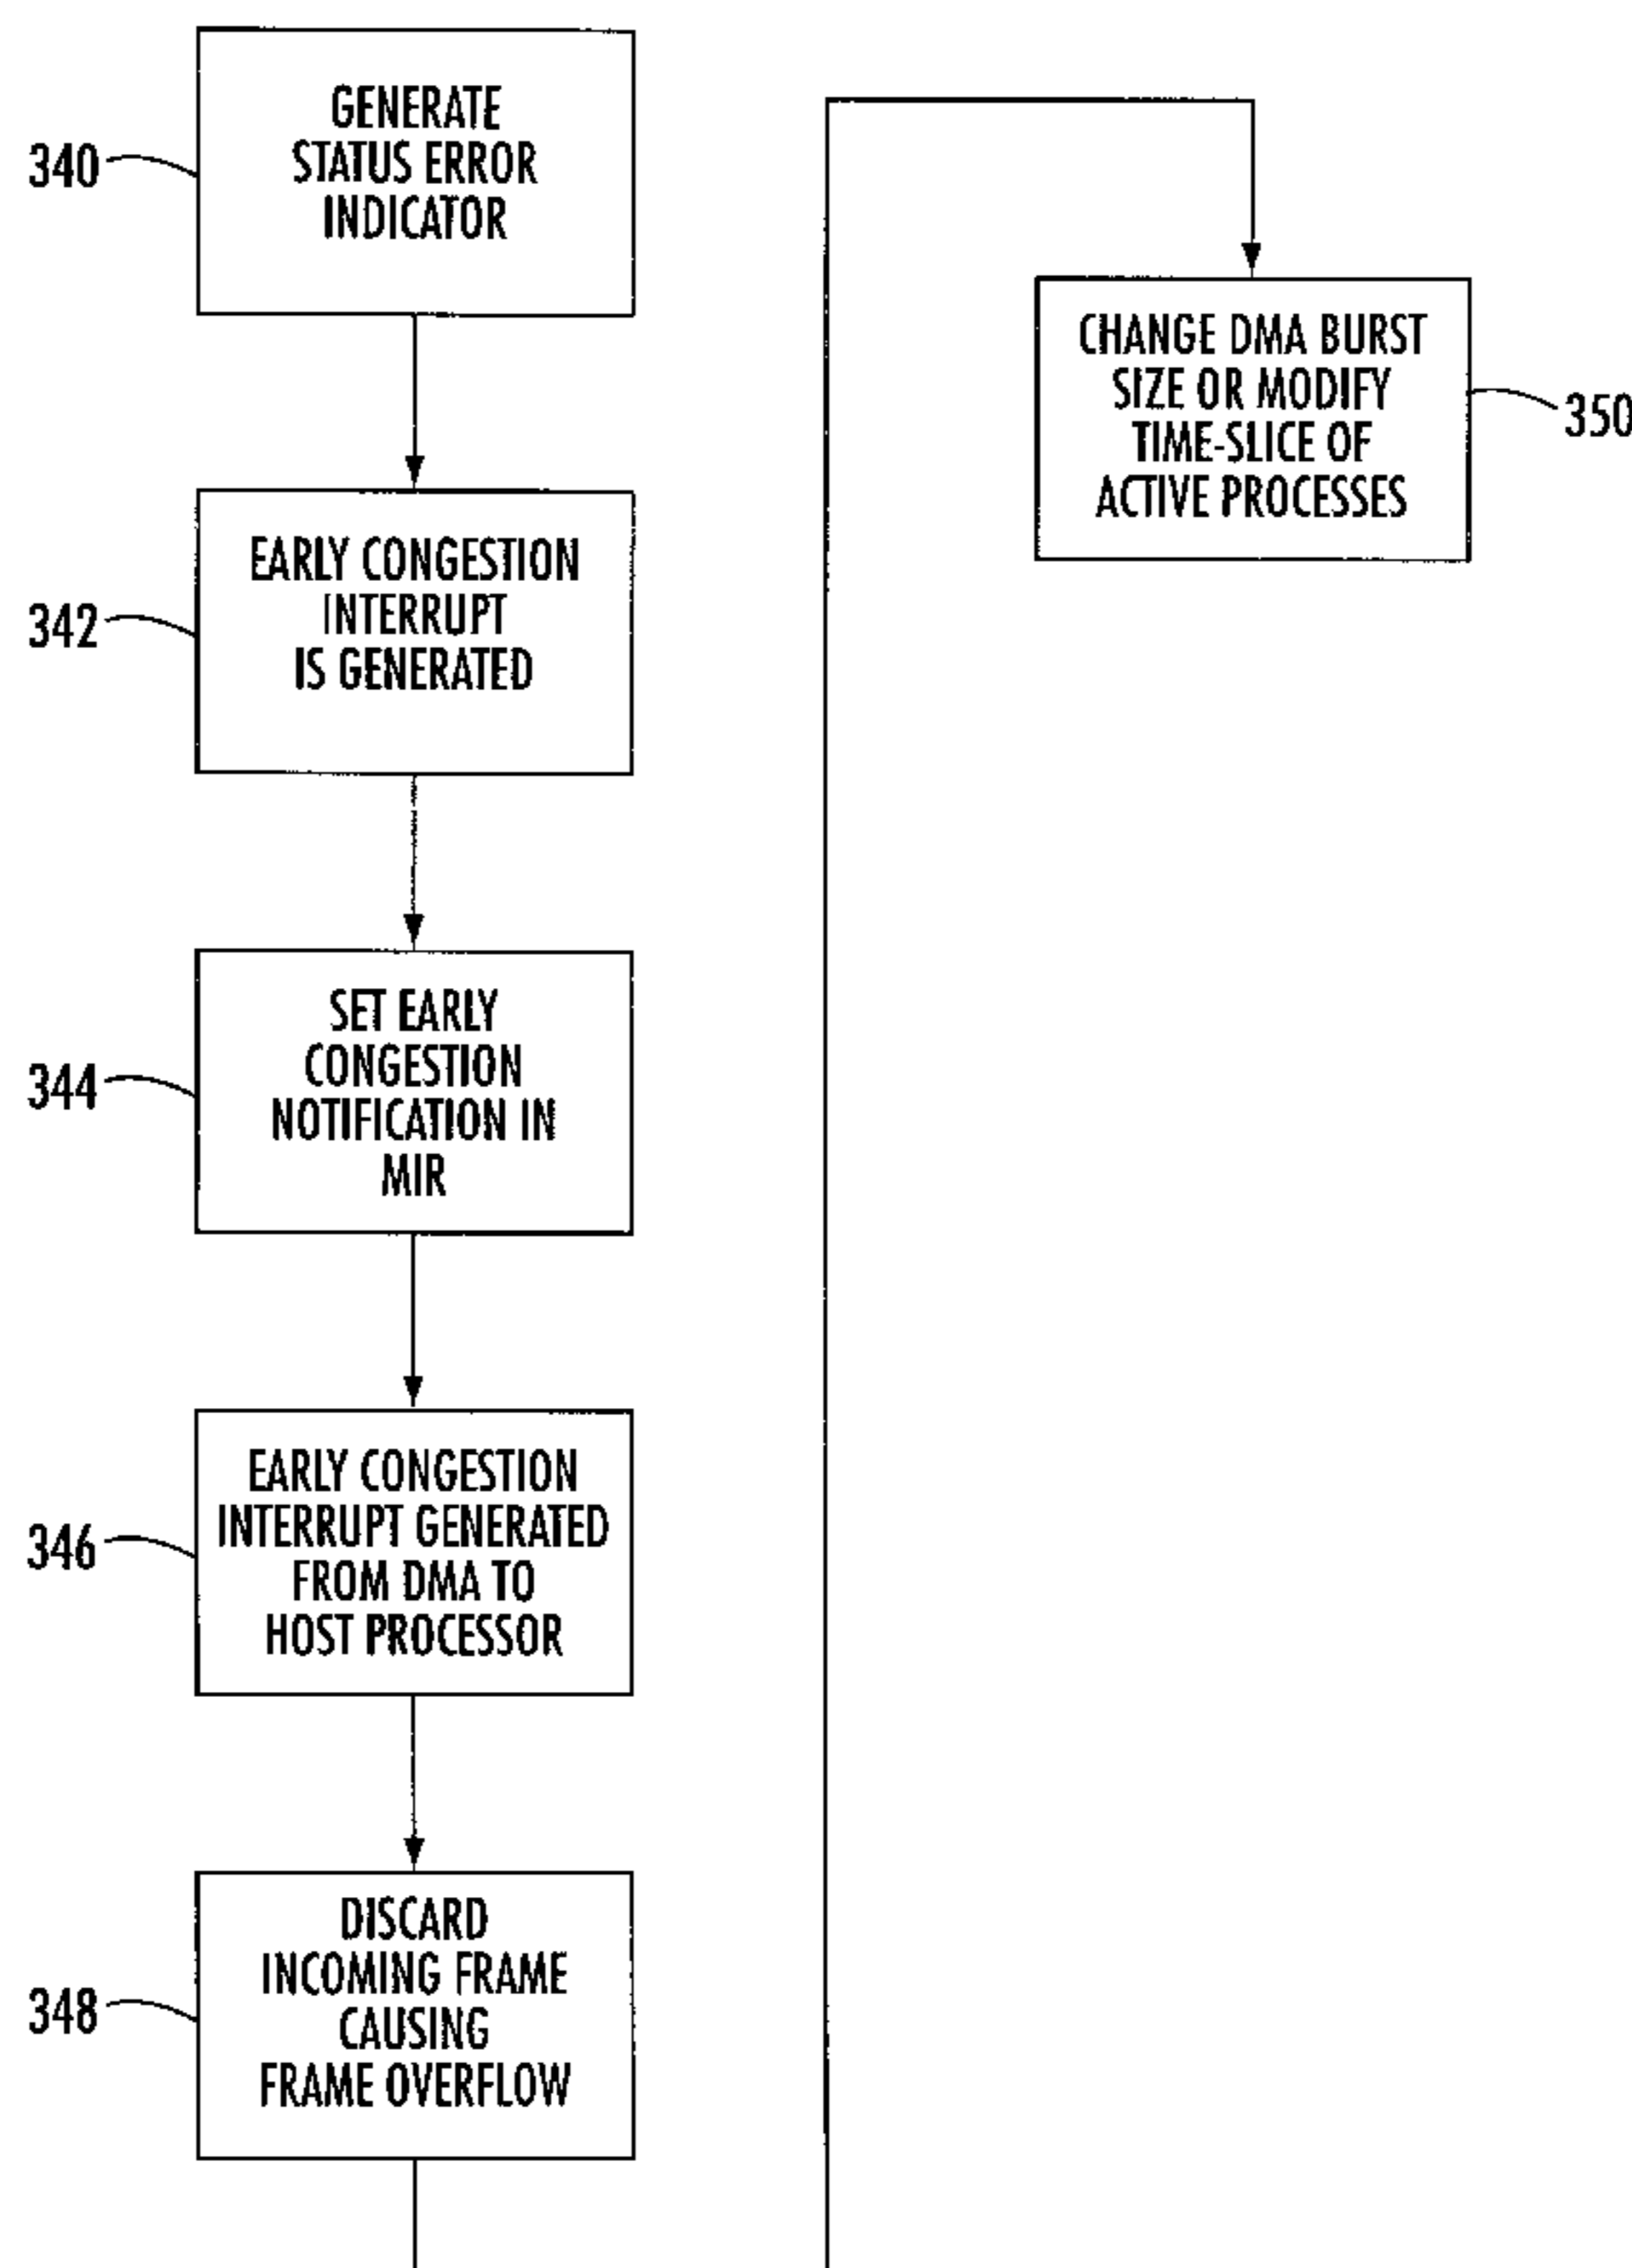 340
GENERATE
STATUS ERROR
INDICATOR
342
EARLY CONGESTION
INTERRUPT
IS GENERATED
344
SET EARLY
CONGESTION
NOTIFICATION IN
MIR
346
EARLY CONGESTION
INTERRUPT GENERATED
FROM DMA TO
HOST PROCESSOR
348
DISCARD
INCOMING FRAME
CAUSING
FRAME OVERFLOW
CHANGE DMA BURST
SIZE OR MODIFY
TIME-SLICE OF
ACTIVE PROCESSES
350